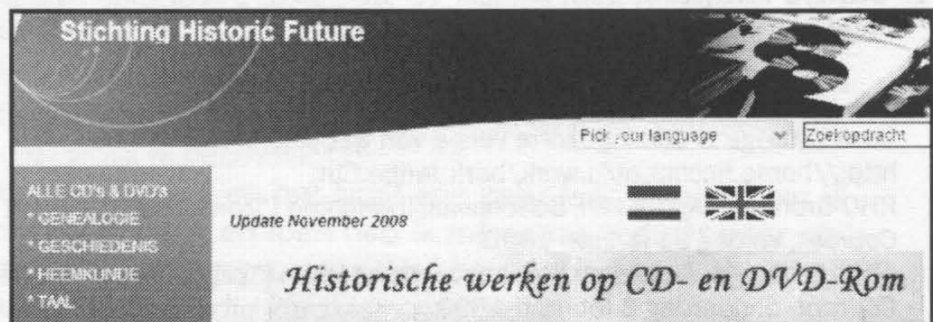 Stichting Historic Future
Pick your language
Zoekopdracht
ALLE CD's & DVD's
* GENEALOGIE
* GESCHIEDENIS
* HEEMKUNDE
* TAAL
Update November 2008
Historische werken op CD- en DVD-Rom